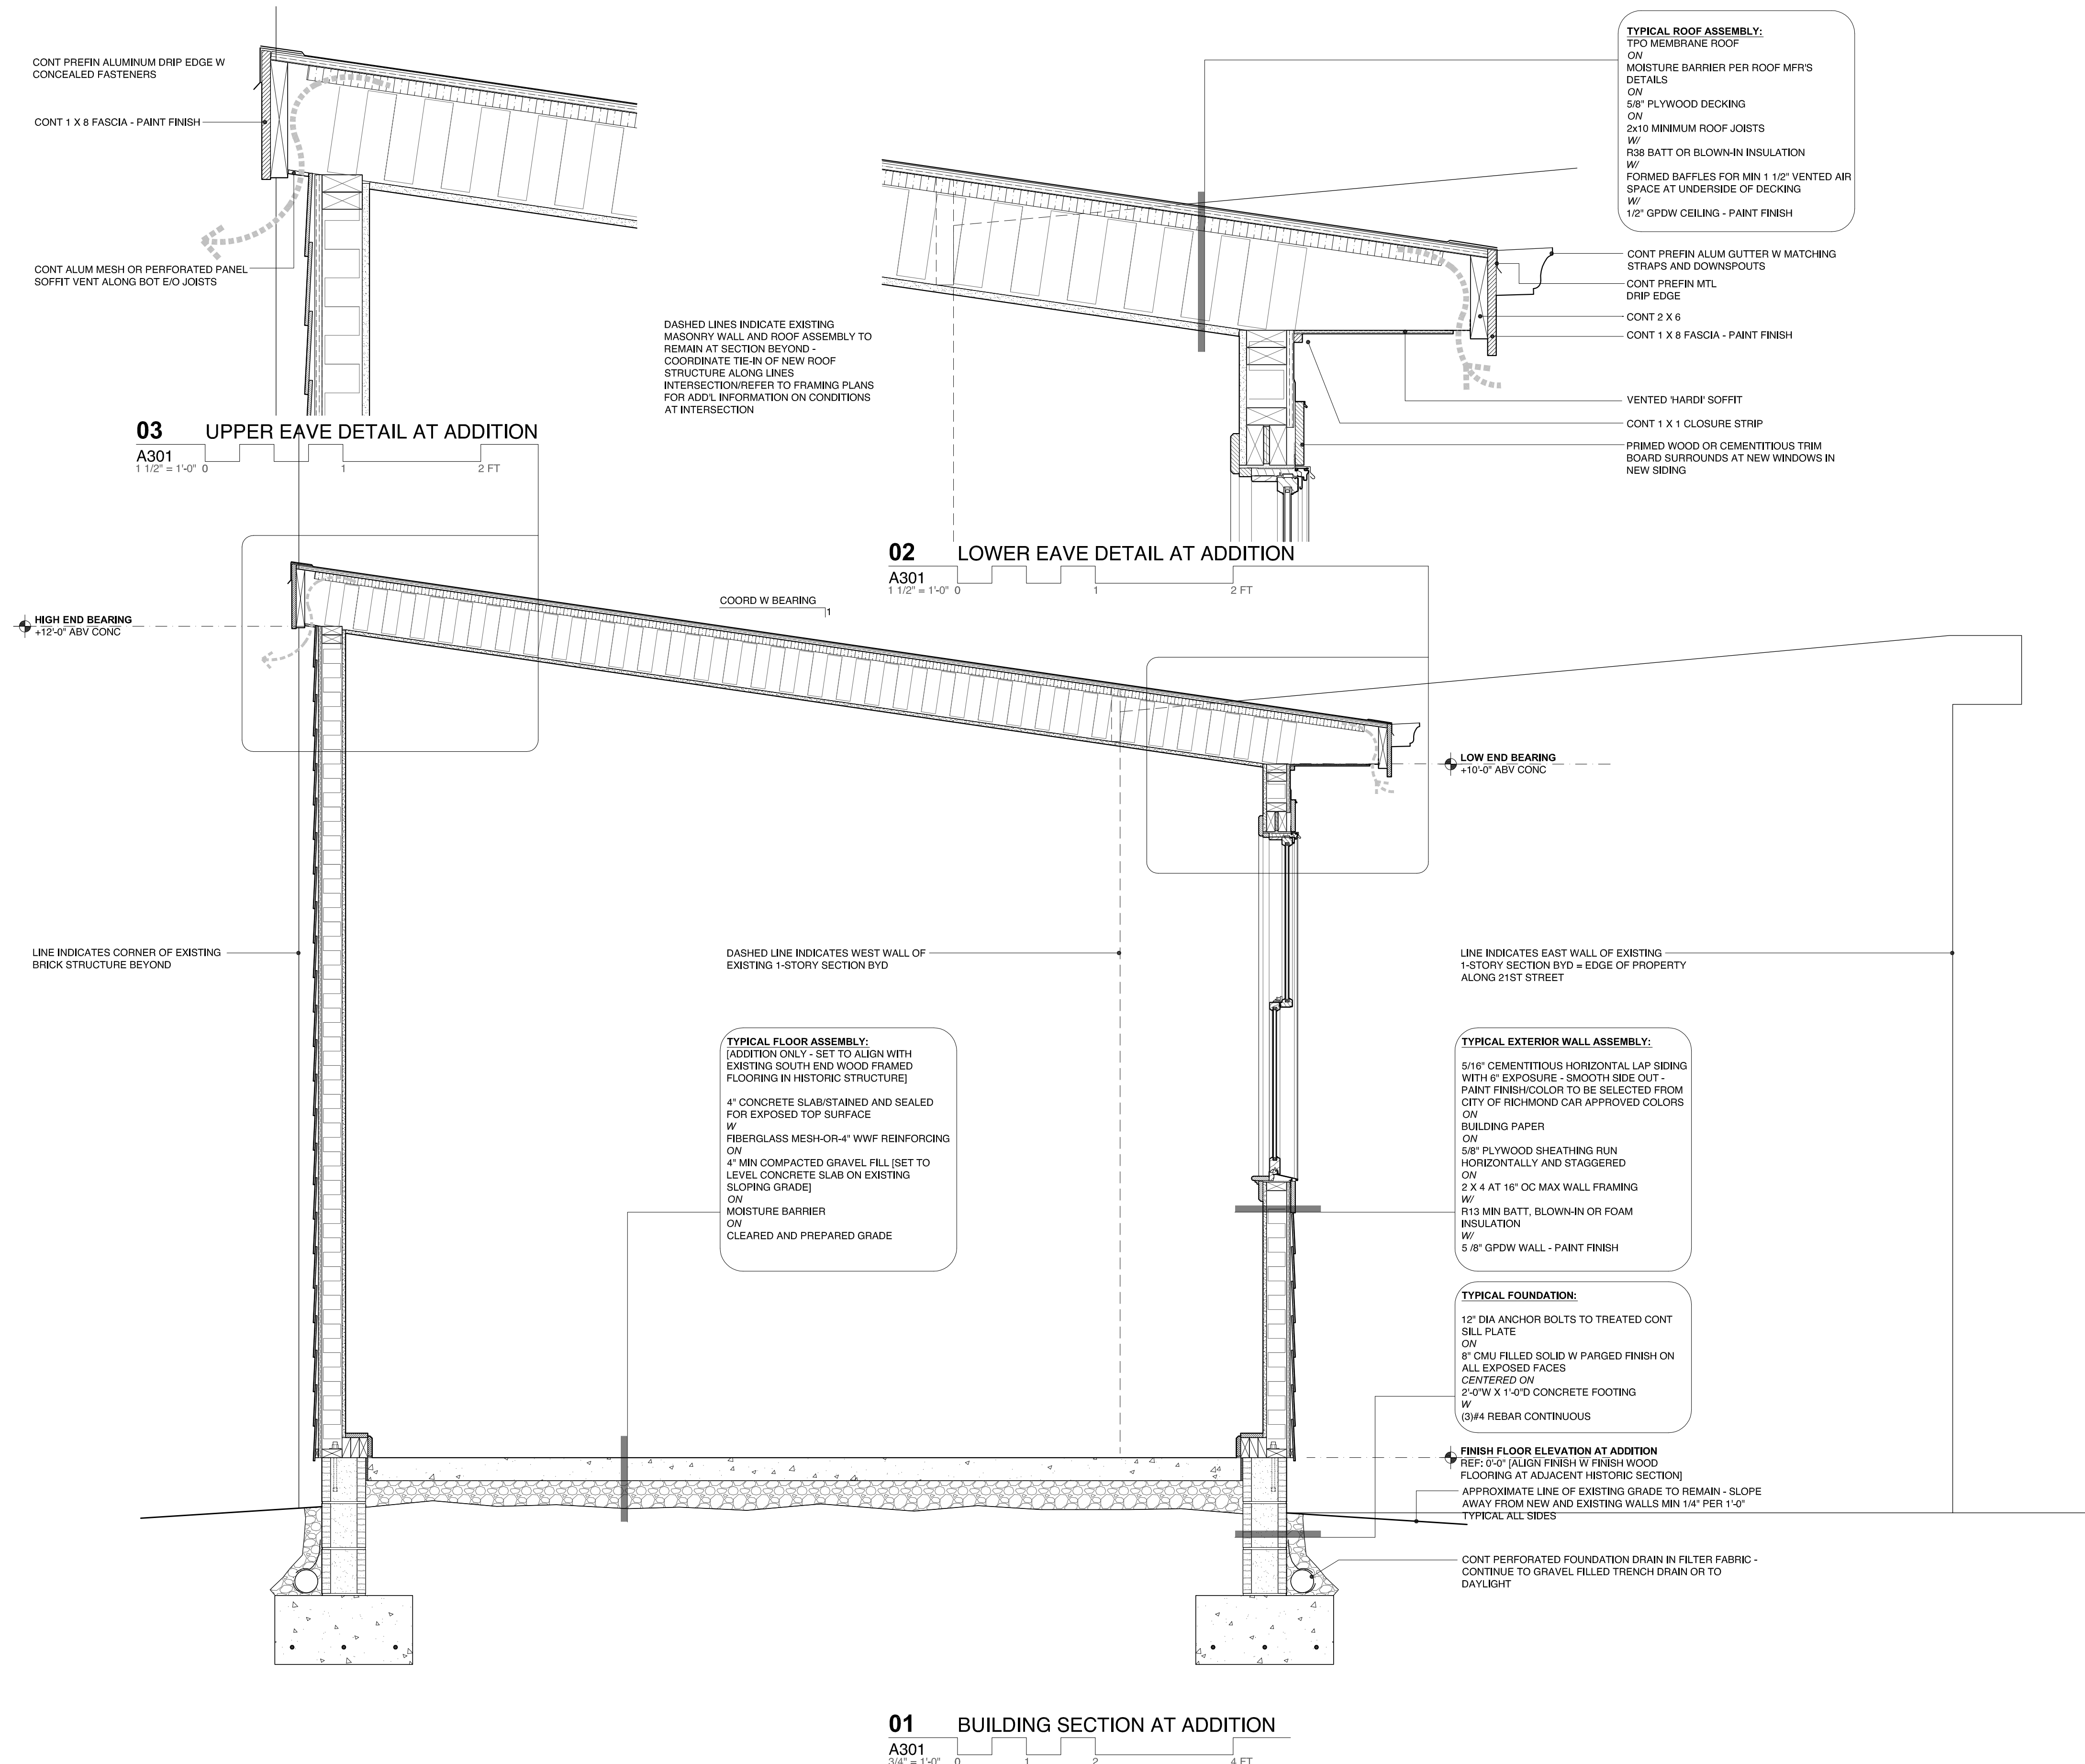 CONT PREFIN ALUMINUM DRIP EDGE W
CONCEALED FASTENERS
CONT 1 X 8 FASCIA - PAINT FINISH
CONT ALUM MESH OR PERFORATED PANEL
SOFFIT VENT ALONG BOT E/O JOISTS
03 UPPER EAVE DETAIL AT ADDITION
A301
1 1/2" = 1'-0" 0 1 2 FT
DASHED LINES INDICATE EXISTING
MASONRY WALL AND ROOF ASSEMBLY TO
REMAIN AT SECTION BEYOND -
COORDINATE TIE-IN OF NEW ROOF
STRUCTURE ALONG LINES
INTERSECTION/REFER TO FRAMING PLANS
FOR ADD'L INFORMATION ON CONDITIONS
AT INTERSECTION
TYPICAL ROOF ASSEMBLY:
TPO MEMBRANE ROOF
ON
MOISTURE BARRIER PER ROOF MFR'S
DETAILS
ON
5/8" PLYWOOD DECKING
ON
2x10 MINIMUM ROOF JOISTS
W/
R38 BATT OR BLOWN-IN INSULATION
W/
FORMED BAFFLES FOR MIN 1 1/2" VENTED AIR
SPACE AT UNDERSIDE OF DECKING
W/
1/2" GPDW CEILING - PAINT FINISH
CONT PREFIN ALUM GUTTER W MATCHING
STRAPS AND DOWNSPOUTS
CONT PREFIN MTL
DRIP EDGE
CONT 2 X 6
CONT 1 X 8 FASCIA - PAINT FINISH
VENTED 'HARDI' SOFFIT
CONT 1 X 1 CLOSURE STRIP
PRIMED WOOD OR CEMENTITIOUS TRIM
BOARD SURROUNDS AT NEW WINDOWS IN
NEW SIDING
02 LOWER EAVE DETAIL AT ADDITION
A301
1 1/2" = 1'-0" 0 1 2 FT
COORD W BEARING
1
HIGH END BEARING
+12'-0" ABV CONC
LOW END BEARING
+10'-0" ABV CONC
LINE INDICATES CORNER OF EXISTING
BRICK STRUCTURE BEYOND
DASHED LINE INDICATES WEST WALL OF
EXISTING 1-STORY SECTION BYD
LINE INDICATES EAST WALL OF EXISTING
1-STORY SECTION BYD = EDGE OF PROPERTY
ALONG 21ST STREET
TYPICAL FLOOR ASSEMBLY:
[ADDITION ONLY - SET TO ALIGN WITH
EXISTING SOUTH END WOOD FRAMED
FLOORING IN HISTORIC STRUCTURE]
4" CONCRETE SLAB/STAINED AND SEALED
FOR EXPOSED TOP SURFACE
W
FIBERGLASS MESH-OR-4" WWF REINFORCING
ON
4" MIN COMPACTED GRAVEL FILL [SET TO
LEVEL CONCRETE SLAB ON EXISTING
SLOPING GRADE]
ON
MOISTURE BARRIER
ON
CLEARED AND PREPARED GRADE
TYPICAL EXTERIOR WALL ASSEMBLY:
5/16" CEMENTITIOUS HORIZONTAL LAP SIDING
WITH 6" EXPOSURE - SMOOTH SIDE OUT -
PAINT FINISH/COLOR TO BE SELECTED FROM
CITY OF RICHMOND CAR APPROVED COLORS
ON
BUILDING PAPER
ON
5/8" PLYWOOD SHEATHING RUN
HORIZONTALLY AND STAGGERED
ON
2 X 4 AT 16" OC MAX WALL FRAMING
W/
R13 MIN BATT, BLOWN-IN OR FOAM
INSULATION
W/
5 /8" GPDW WALL - PAINT FINISH
TYPICAL FOUNDATION:
12" DIA ANCHOR BOLTS TO TREATED CONT
SILL PLATE
ON
8" CMU FILLED SOLID W PARGED FINISH ON
ALL EXPOSED FACES
CENTERED ON
2'-0"W X 1'-0"D CONCRETE FOOTING
W
(3)#4 REBAR CONTINUOUS
FINISH FLOOR ELEVATION AT ADDITION
REF: 0'-0" [ALIGN FINISH W FINISH WOOD
FLOORING AT ADJACENT HISTORIC SECTION]
APPROXIMATE LINE OF EXISTING GRADE TO REMAIN - SLOPE
AWAY FROM NEW AND EXISTING WALLS MIN 1/4" PER 1'-0"
TYPICAL ALL SIDES
CONT PERFORATED FOUNDATION DRAIN IN FILTER FABRIC -
CONTINUE TO GRAVEL FILLED TRENCH DRAIN OR TO
DAYLIGHT
01 BUILDING SECTION AT ADDITION
A301
3/4" = 1'-0" 0 1 2 4 FT